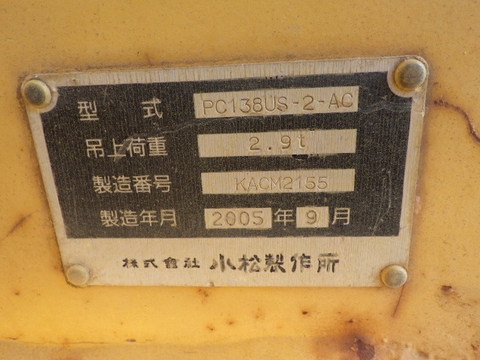 型式 PC138US-2-AC
吊上荷重 2.9t
製造番号 KACM2155
製造年月 2005年9月
株式會社 小松製作所